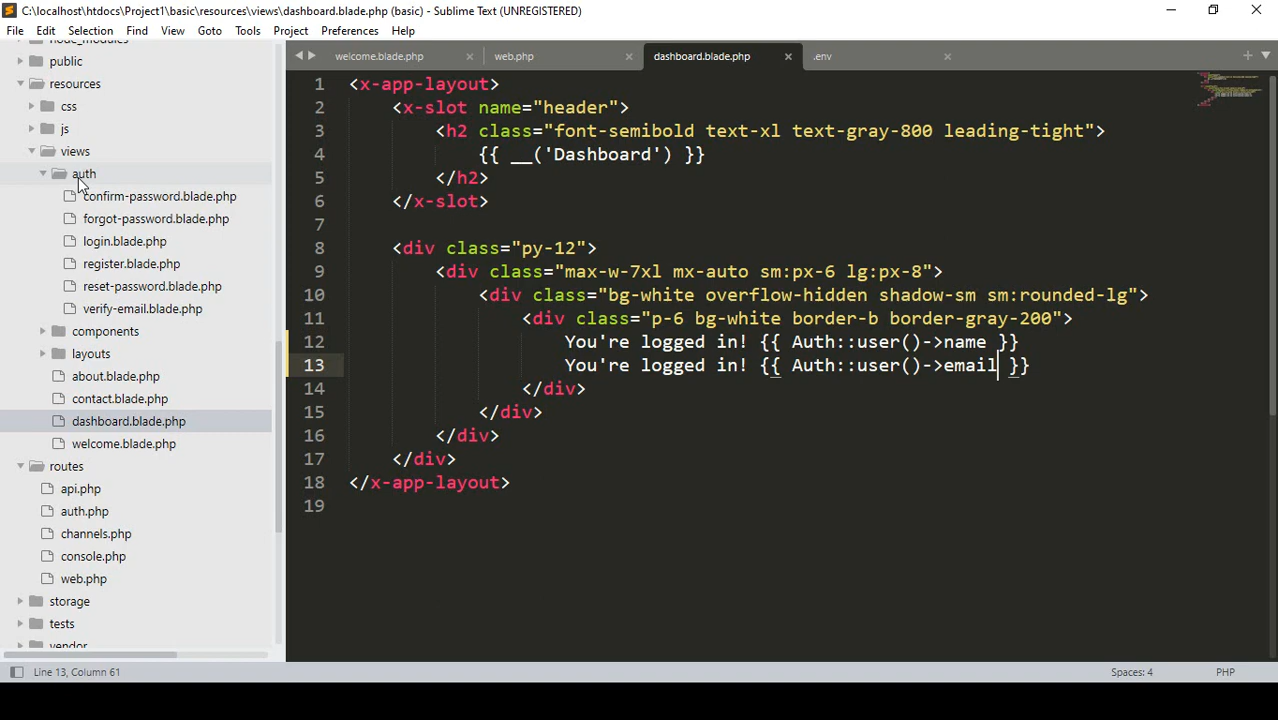 C:\localhost\htdocs\Project1\basic\resources\views\dashboard.blade.php (basic) - Sublime Text (UNREGISTERED)
File Edit Selection Find View Goto Tools Project Preferences Help
node_modules
public
resources
css
js
views
auth
confirm-password.blade.php
forgot-password.blade.php
login.blade.php
register.blade.php
reset-password.blade.php
verify-email.blade.php
components
layouts
about.blade.php
contact.blade.php
dashboard.blade.php
welcome.blade.php
routes
api.php
auth.php
channels.php
console.php
web.php
storage
tests
vendor
welcome.blade.php × web.php × dashboard.blade.php × .env ×
1 <x-app-layout>
2     <x-slot name="header">
3         <h2 class="font-semibold text-xl text-gray-800 leading-tight">
4             {{ __('Dashboard') }}
5         </h2>
6     </x-slot>
7
8     <div class="py-12">
9         <div class="max-w-7xl mx-auto sm:px-6 lg:px-8">
10             <div class="bg-white overflow-hidden shadow-sm sm:rounded-lg">
11                 <div class="p-6 bg-white border-b border-gray-200">
12                     You're logged in! {{ Auth::user()->name }}
13                     You're logged in! {{ Auth::user()->email }}
14                 </div>
15             </div>
16         </div>
17     </div>
18 </x-app-layout>
19
Line 13, Column 61
Spaces: 4
PHP